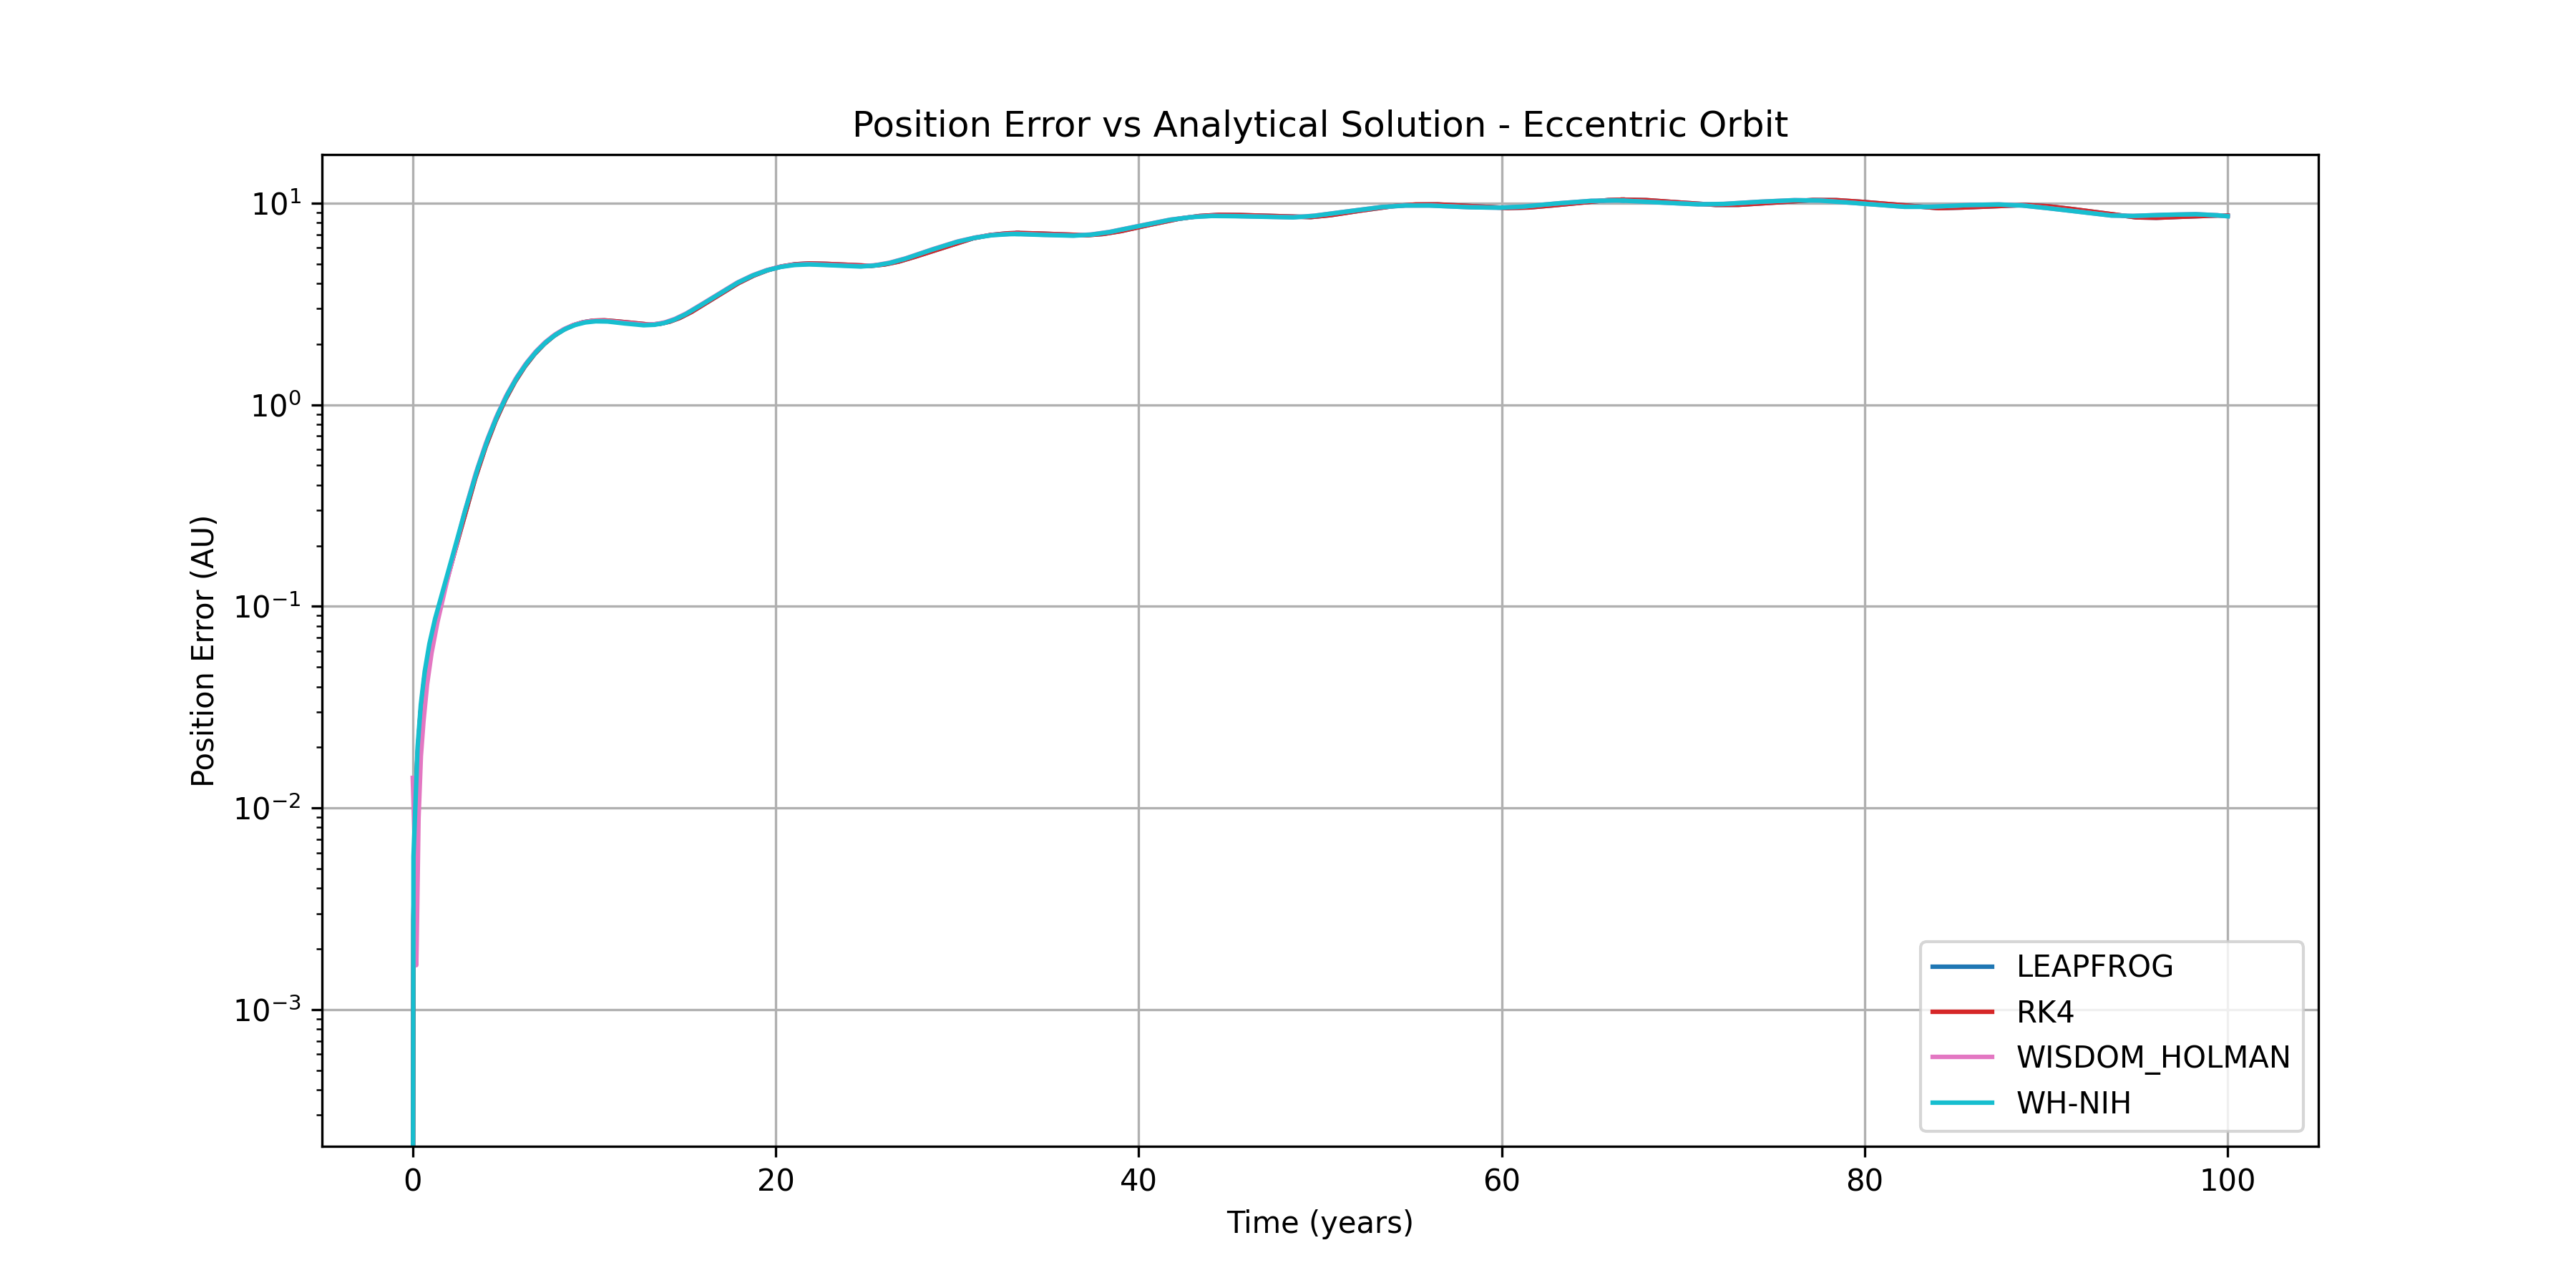 Position Error vs Analytical Solution - Eccentric Orbit
Position Error (AU)
10¹
10⁰
10⁻¹
10⁻²
10⁻³
0 20 40 60 80 100
Time (years)
LEAPFROG
RK4
WISDOM_HOLMAN
WH-NIH